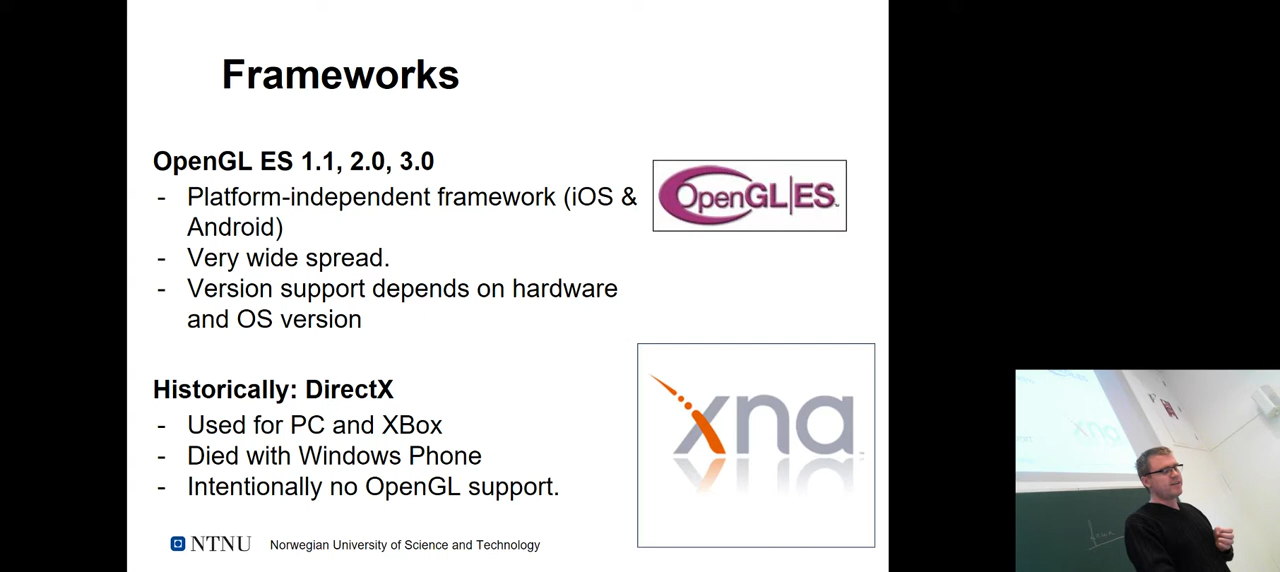 Frameworks
OpenGL ES 1.1, 2.0, 3.0
- Platform-independent framework (iOS &
Android)
- Very wide spread.
- Version support depends on hardware
and OS version
OpenGL|ES™
Historically: DirectX
- Used for PC and XBox
- Died with Windows Phone
- Intentionally no OpenGL support.
xna
NTNU
Norwegian University of Science and Technology
xna